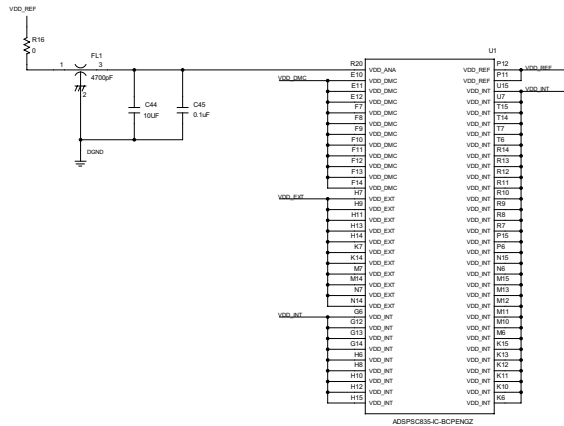 VDD_REF
R16
0
FL1
1
3
4700pF
2
C44
10UF
C45
0.1uF
DGND
U1
R20 VDD_ANA VDD_REF P12 VDD_REF
VDD_DMC E10 VDD_DMC VDD_REF P11
E11 VDD_DMC VDD_INT U15 VDD_INT
E12 VDD_DMC VDD_INT U7
F7 VDD_DMC VDD_INT T15
F8 VDD_DMC VDD_INT T14
F9 VDD_DMC VDD_INT T7
F10 VDD_DMC VDD_INT T6
F11 VDD_DMC VDD_INT R14
F12 VDD_DMC VDD_INT R13
F13 VDD_DMC VDD_INT R12
F14 VDD_DMC VDD_INT R11
VDD_EXT H7 VDD_EXT VDD_INT R10
H9 VDD_EXT VDD_INT R9
H11 VDD_EXT VDD_INT R8
H13 VDD_EXT VDD_INT R7
H14 VDD_EXT VDD_INT P15
K7 VDD_EXT VDD_INT P6
K14 VDD_EXT VDD_INT N15
M7 VDD_EXT VDD_INT N6
M14 VDD_EXT VDD_INT M15
N7 VDD_EXT VDD_INT M13
N14 VDD_EXT VDD_INT M12
VDD_INT G6 VDD_INT VDD_INT M11
G12 VDD_INT VDD_INT M10
G13 VDD_INT VDD_INT M6
G14 VDD_INT VDD_INT K15
H6 VDD_INT VDD_INT K13
H8 VDD_INT VDD_INT K12
H10 VDD_INT VDD_INT K11
H12 VDD_INT VDD_INT K10
H15 VDD_INT VDD_INT K6
ADSPSC835-IC-BCPENGZ